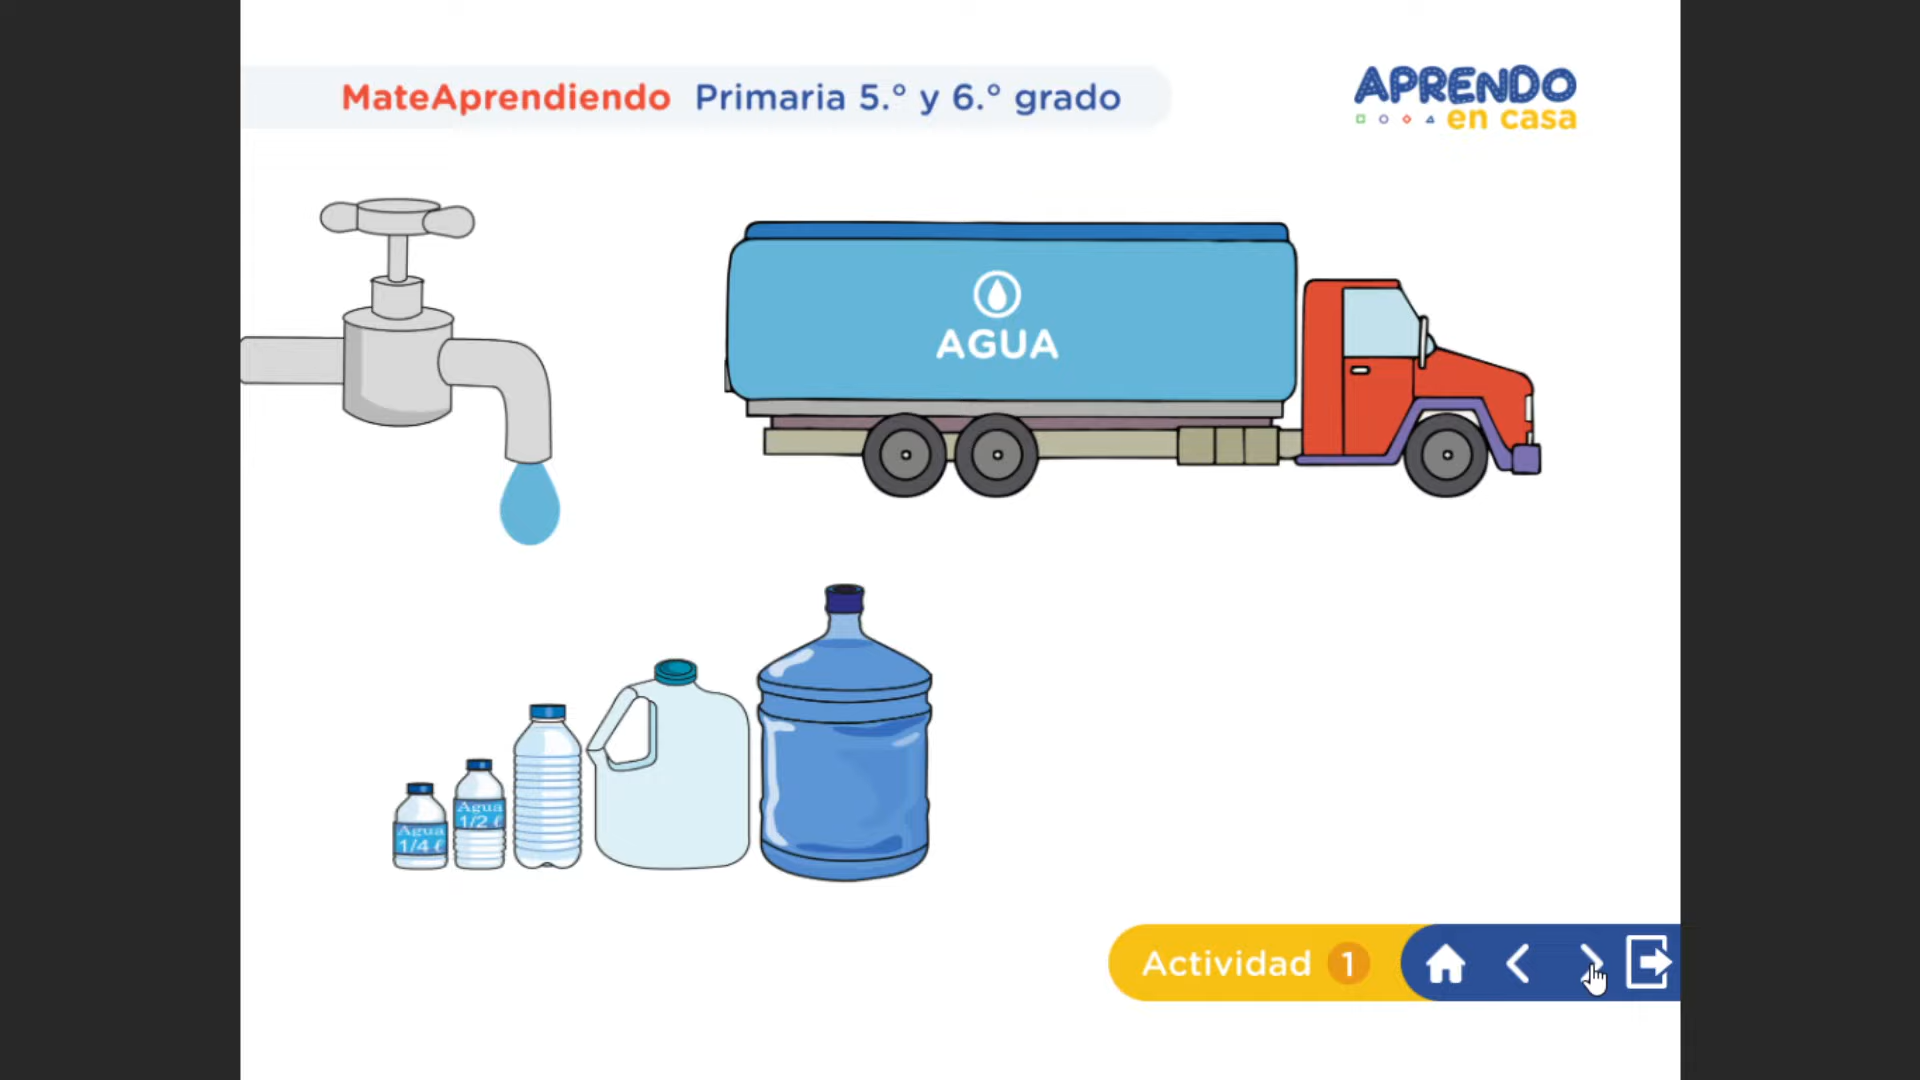 MateAprendiendo Primaria 5.° y 6.° grado
APRENDO
en casa
AGUA
Agua
1/4 ℓ
Agua
1/2 ℓ
Actividad 1